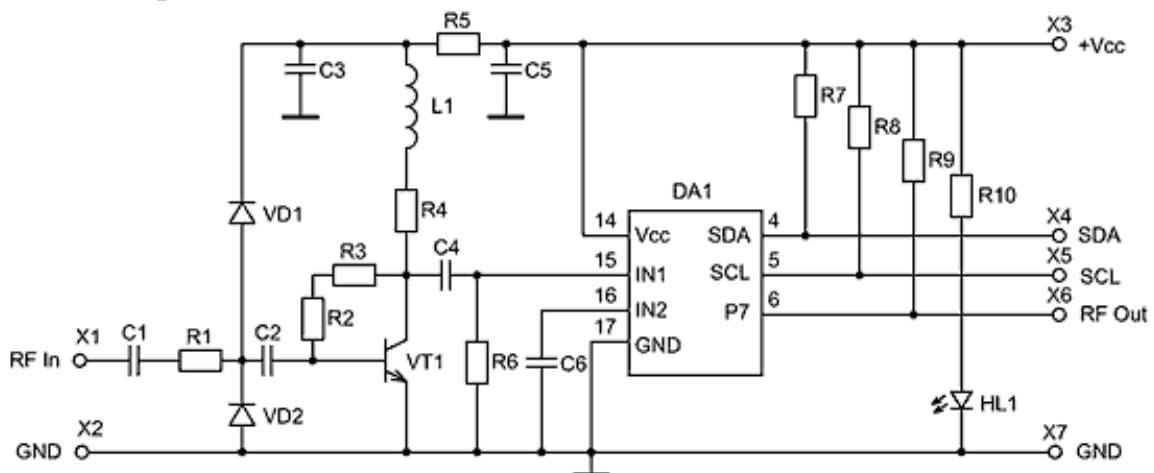 R5
X3
+Vcc
C3
C5
L1
R7
R8
R9
R10
VD1
R4
DA1
14
Vcc
SDA
4
X4
SDA
R3
C4
15
IN1
SCL
5
X5
SCL
R2
16
IN2
P7
6
X6
RF Out
17
GND
X1
RF In
C1
R1
C2
VT1
R6
C6
VD2
HL1
X2
GND
X7
GND